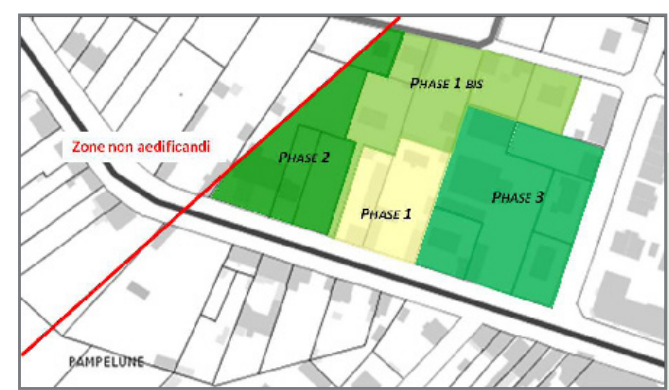 PHASE 1 BIS
Zone non aedificandi
PHASE 2
PHASE 3
PHASE 1
PAMPELUNE